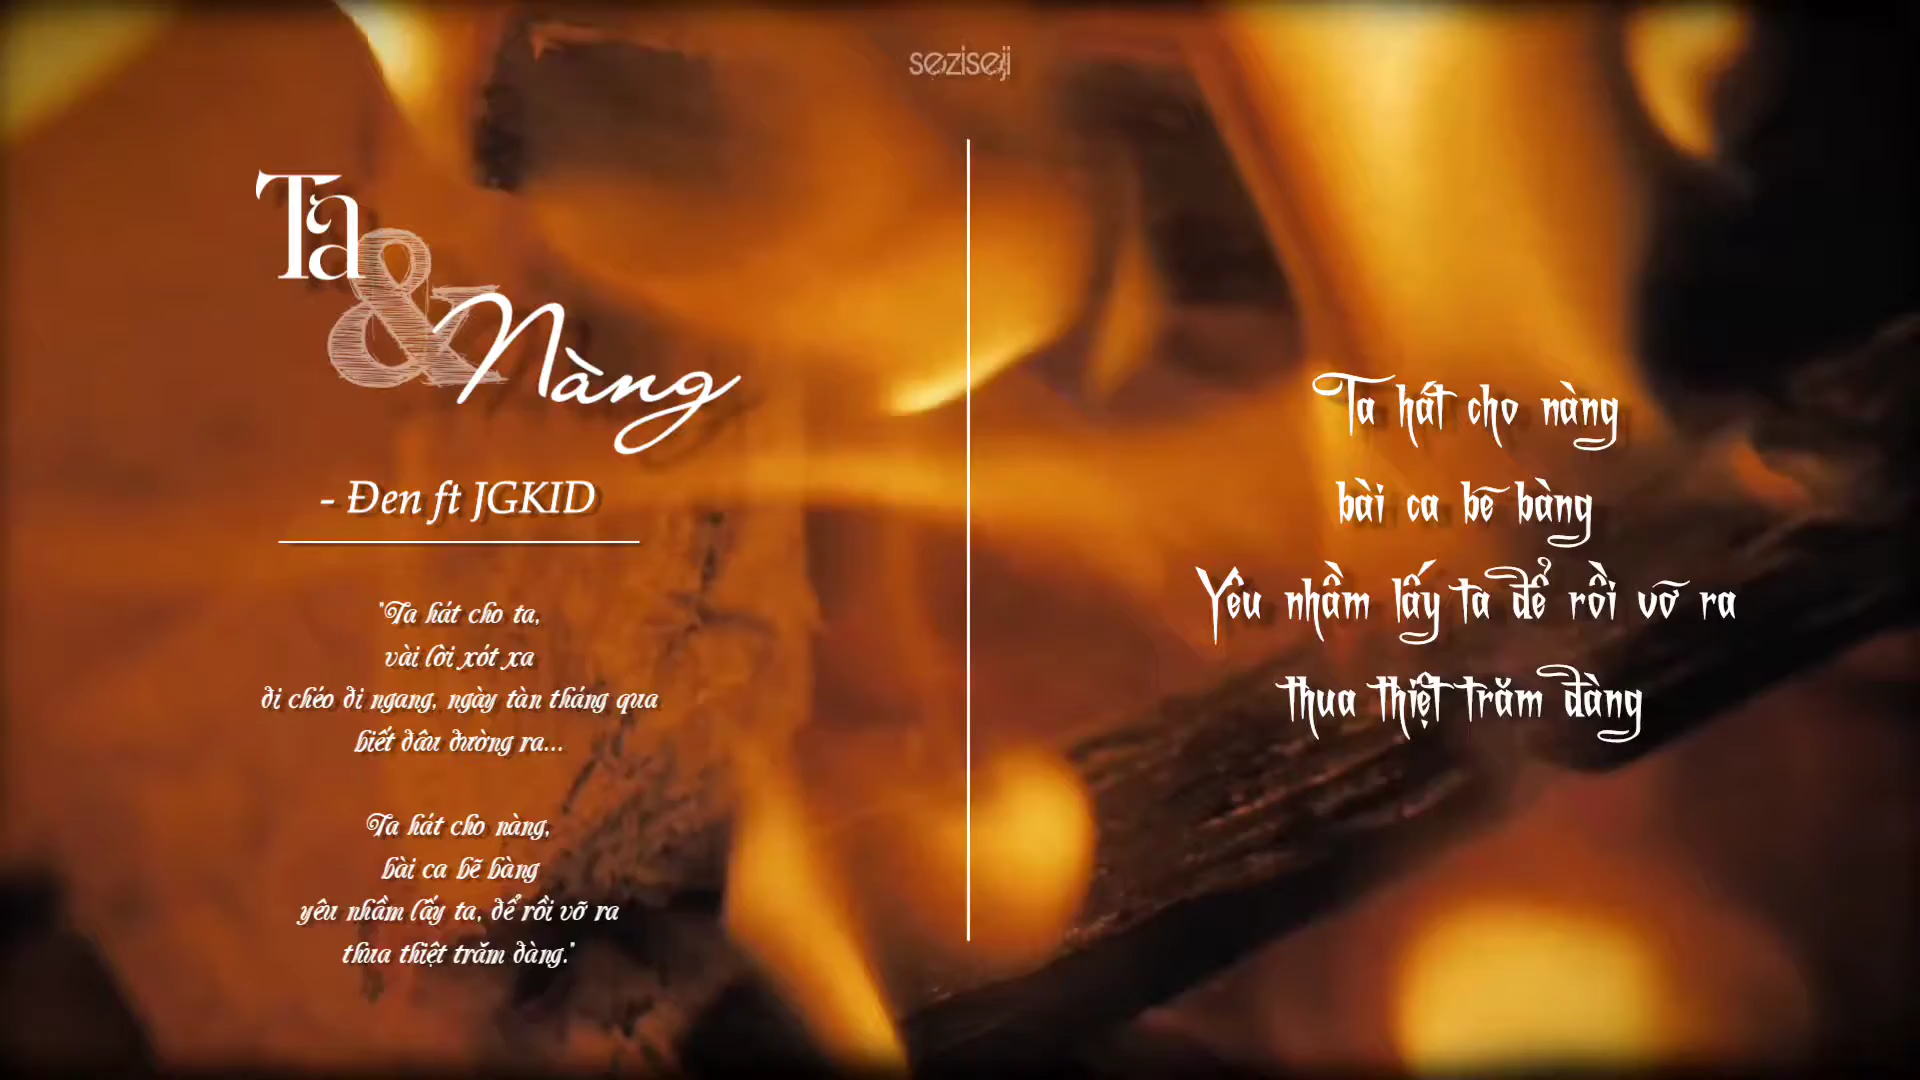 seziseji
Ta
&
Nàng
- Đen ft JGKID
"Ta hát cho ta,
vài lời xót xa
đi chéo đi ngang, ngày tàn tháng qua
biết đâu đường ra...
Ta hát cho nàng,
bài ca bẽ bàng
yêu nhầm lấy ta, để rồi vỡ ra
thua thiệt trăm đàng."
Ta hát cho nàng
bài ca bẽ bàng
Yêu nhầm lấy ta để rồi vỡ ra
thua thiệt trăm đàng